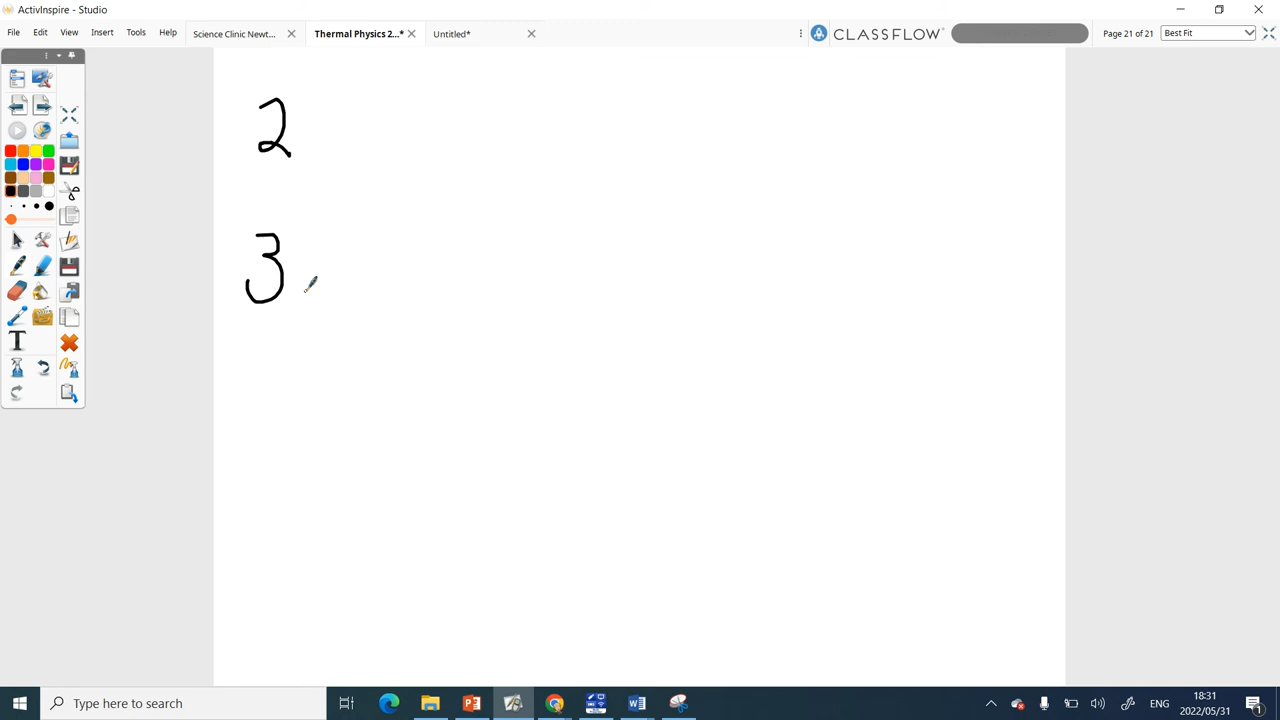 ActivInspire - Studio
File Edit View Insert Tools Help
Science Clinic Newt... Thermal Physics 2...* Untitled*
CLASSFLOW
Page 21 of 21 Best Fit
2
3
Type here to search
ENG
18:31
2022/05/31